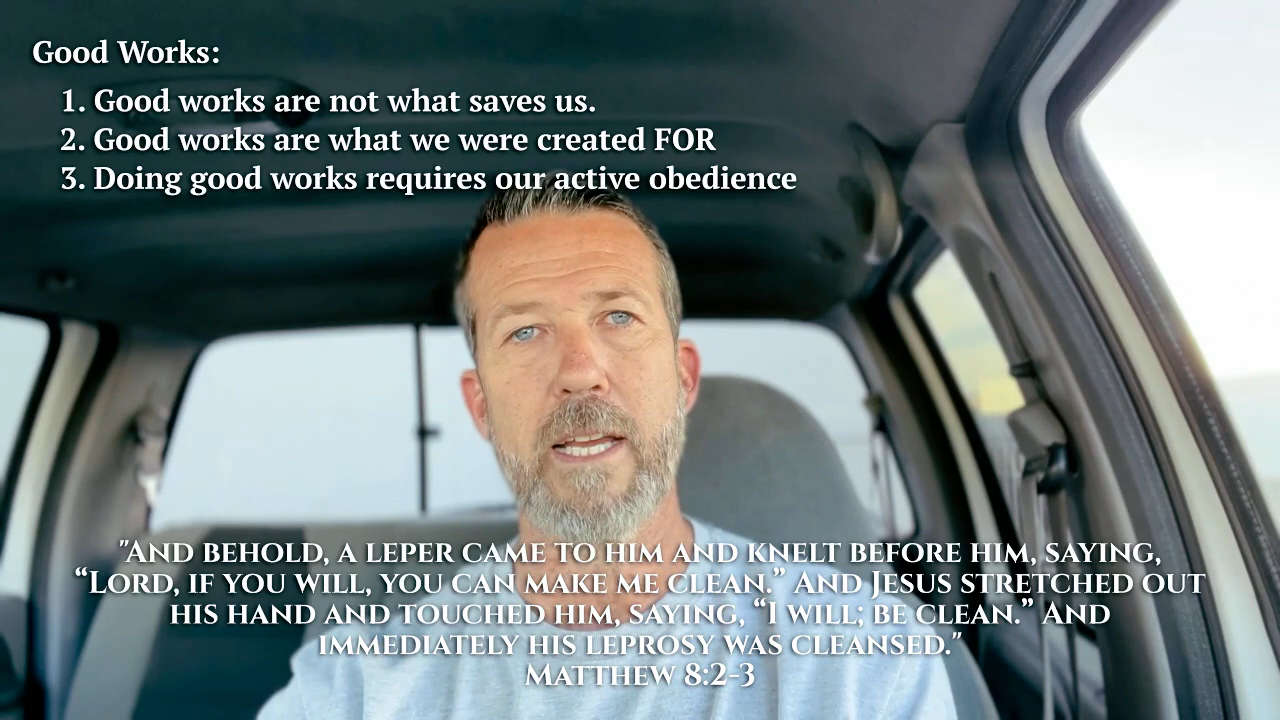 Good Works:
1. Good works are not what saves us.
2. Good works are what we were created FOR
3. Doing good works requires our active obedience
"And behold, a leper came to him and knelt before him, saying,
“Lord, if you will, you can make me clean.” And Jesus stretched out
his hand and touched him, saying, “I will; be clean.” And
immediately his leprosy was cleansed."
Matthew 8:2-3